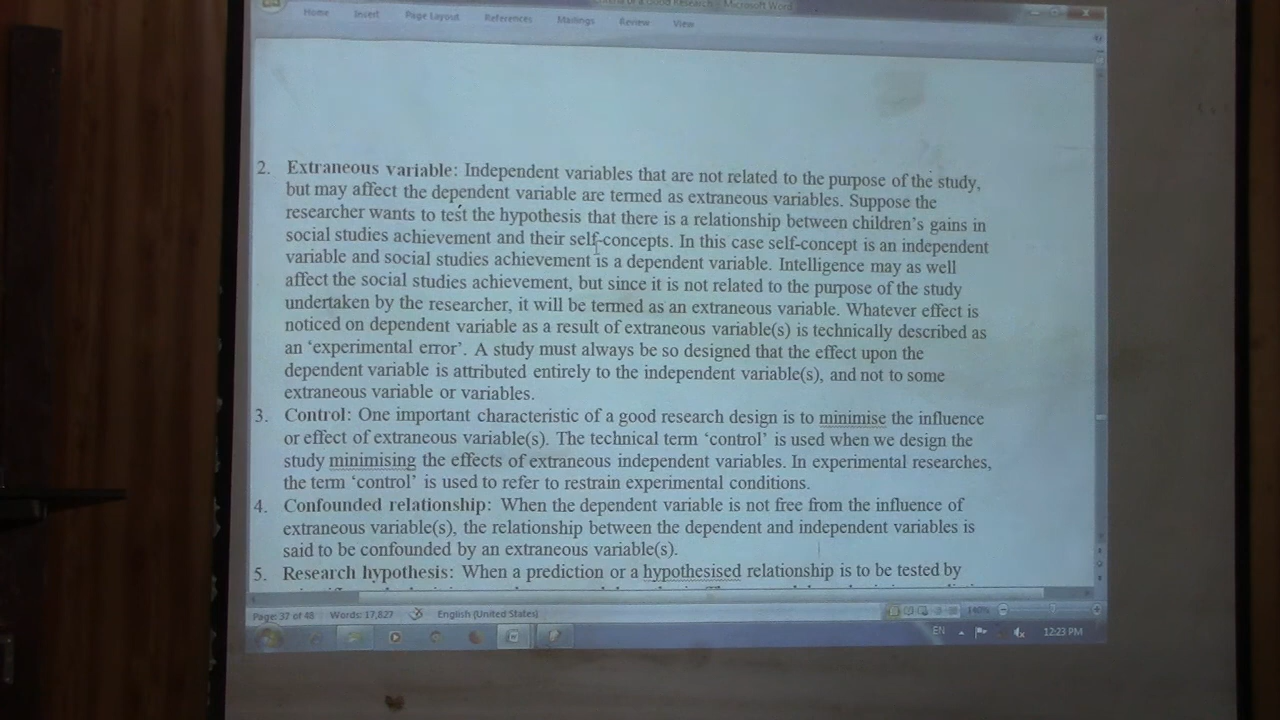 Microsoft Word
Home Insert Page Layout References Mailings Review View
2. Extraneous variable: Independent variables that are not related to the purpose of the study,
but may affect the dependent variable are termed as extraneous variables. Suppose the
researcher wants to test the hypothesis that there is a relationship between children's gains in
social studies achievement and their self-concepts. In this case self-concept is an independent
variable and social studies achievement is a dependent variable. Intelligence may as well
affect the social studies achievement, but since it is not related to the purpose of the study
undertaken by the researcher, it will be termed as an extraneous variable. Whatever effect is
noticed on dependent variable as a result of extraneous variable(s) is technically described as
an ‘experimental error’. A study must always be so designed that the effect upon the
dependent variable is attributed entirely to the independent variable(s), and not to some
extraneous variable or variables.
3. Control: One important characteristic of a good research design is to minimise the influence
or effect of extraneous variable(s). The technical term ‘control’ is used when we design the
study minimising the effects of extraneous independent variables. In experimental researches,
the term ‘control’ is used to refer to restrain experimental conditions.
4. Confounded relationship: When the dependent variable is not free from the influence of
extraneous variable(s), the relationship between the dependent and independent variables is
said to be confounded by an extraneous variable(s).
5. Research hypothesis: When a prediction or a hypothesised relationship is to be tested by
Page: 37 of 48 Words: 17,827 English (United States) 140%
EN 12:23 PM